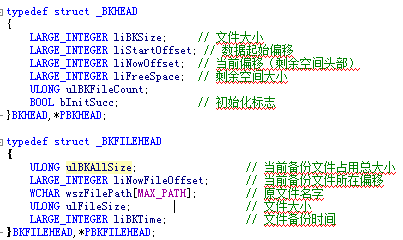 typedef struct _BKHEAD
{
LARGE_INTEGER liBKSize; // 文件大小
LARGE_INTEGER liStartOffset; // 数据起始偏移
LARGE_INTEGER liNowOffset; // 当前偏移（剩余空间头部）
LARGE_INTEGER liFreeSpace; // 剩余空间大小
ULONG ulBKFileCount;
BOOL bInitSucc; // 初始化标志
}BKHEAD,*PBKHEAD;
typedef struct _BKFILEHEAD
{
ULONG ulBKAllSize; // 当前备份文件占用总大小
LARGE_INTEGER liNowFileOffset; // 当前备份文件所在偏移
WCHAR wszFilePath[MAX_PATH]; // 原文件名字
ULONG ulFileSize; // 文件大小
LARGE_INTEGER liBKTime; // 文件备份时间
}BKFILEHEAD,*PBKFILEHEAD;